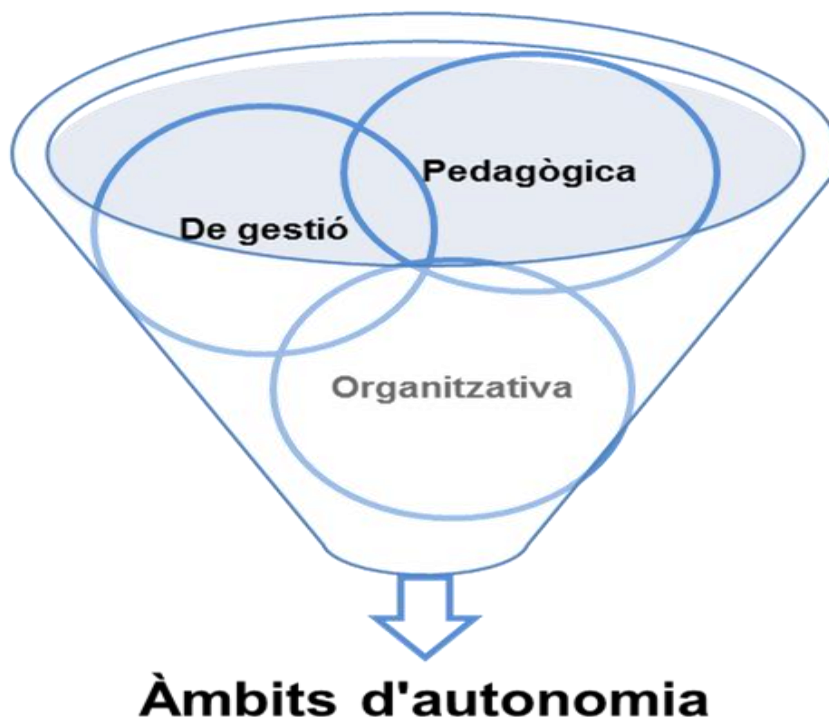 Pedagògica
De gestió
Organitzativa
Àmbits d'autonomia